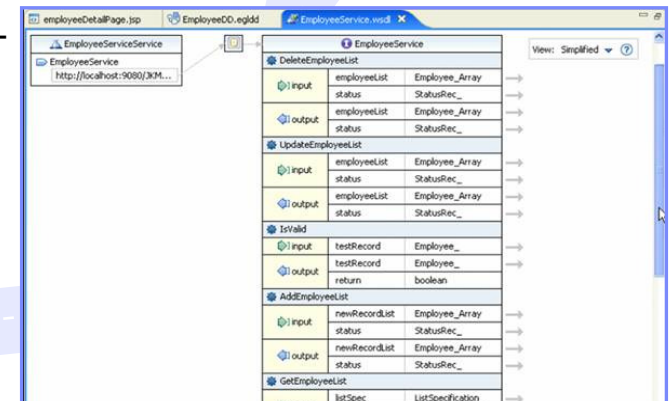 employeeDetailPage.jsp EmployeeDD.egldd EmployeeService.wsdl
EmployeeServiceService
EmployeeService
http://localhost:9080/JKM...
EmployeeService
View: Simplified
DeleteEmployeeList
input employeeList Employee_Array
status StatusRec_
output employeeList Employee_Array
status StatusRec_
UpdateEmployeeList
input employeeList Employee_Array
status StatusRec_
output employeeList Employee_Array
status StatusRec_
IsValid
input testRecord Employee_
output testRecord Employee_
return boolean
AddEmployeeList
input newRecordList Employee_Array
status StatusRec_
output newRecordList Employee_Array
status StatusRec_
GetEmployeeList
listSpec ListSpecification